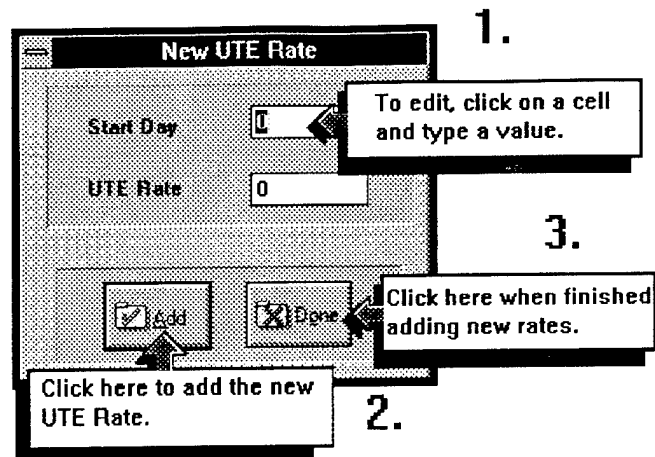 1.
New UTE Rate
Start Day
To edit, click on a cell
and type a value.
UTE Rate
0
3.
Add
Done
Click here when finished
adding new rates.
Click here to add the new
UTE Rate.
2.